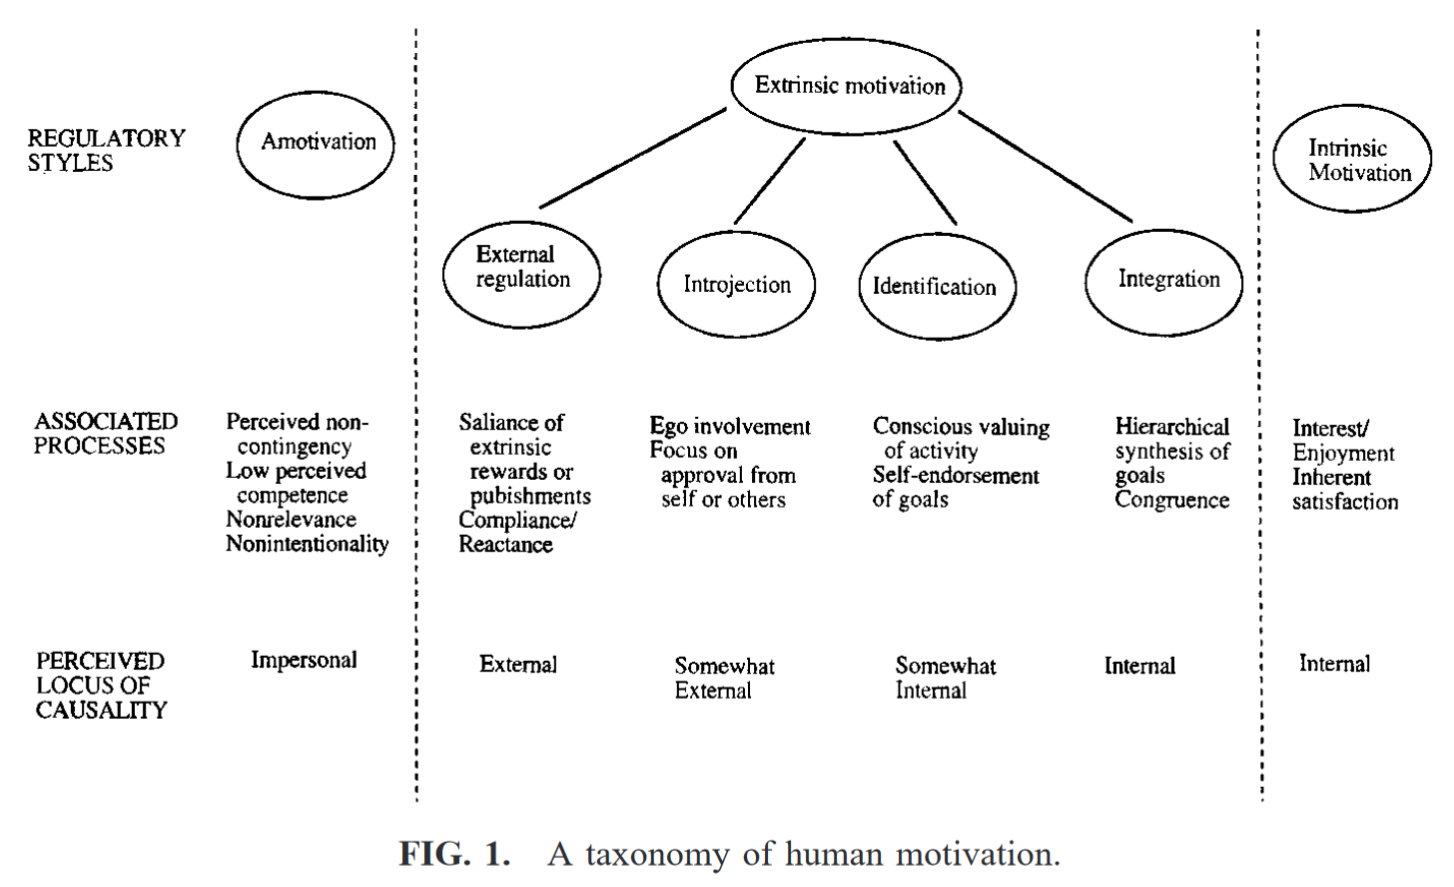 Extrinsic motivation
REGULATORY
STYLES
Amotivation
Intrinsic
Motivation
External
regulation
Introjection
Identification
Integration
ASSOCIATED
PROCESSES
Perceived non-
contingency
Low perceived
competence
Nonrelevance
Nonintentionality
Saliance of
extrinsic
rewards or
pubishments
Compliance/
Reactance
Ego involvement
Focus on
approval from
self or others
Conscious valuing
of activity
Self-endorsement
of goals
Hierarchical
synthesis of
goals
Congruence
Interest/
Enjoyment
Inherent
satisfaction
PERCEIVED
LOCUS OF
CAUSALITY
Impersonal
External
Somewhat
External
Somewhat
Internal
Internal
Internal
FIG. 1. A taxonomy of human motivation.